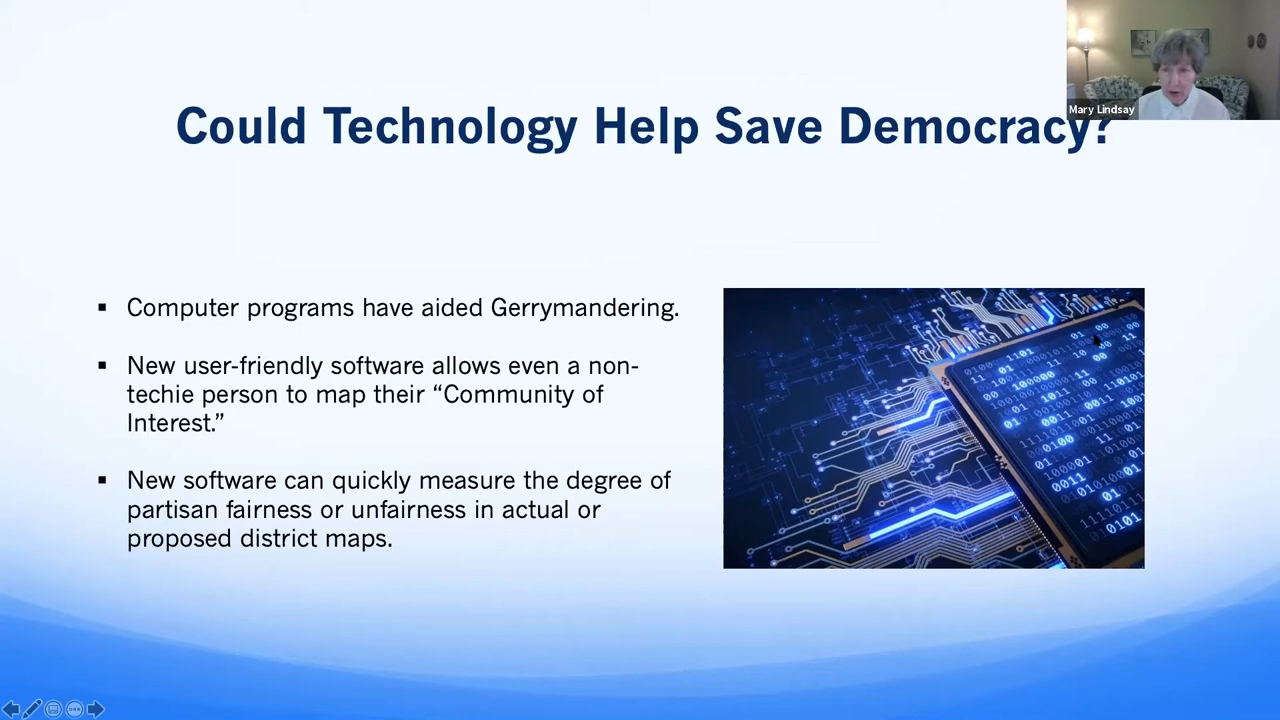 Mary Lindsay
Could Technology Help Save Democracy?
▪ Computer programs have aided Gerrymandering.
▪ New user-friendly software allows even a non-
techie person to map their “Community of
Interest.”
▪ New software can quickly measure the degree of
partisan fairness or unfairness in actual or
proposed district maps.